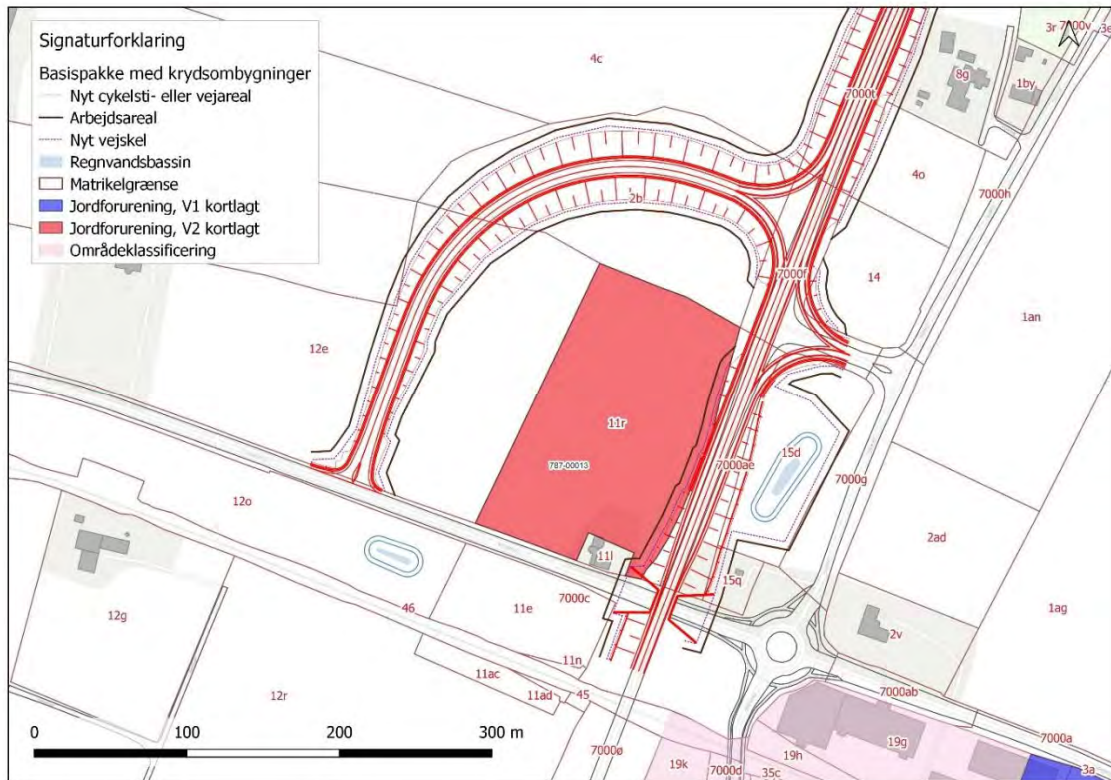 Signaturforklaring
Basispakke med krydsombygninger
Nyt cykelsti- eller vejareal
Arbejdsareal
Nyt vejskel
Regnvandsbassin
Matrikelgrænse
Jordforurening, V1 kortlagt
Jordforurening, V2 kortlagt
Områdeklassificering
3r
7000v
3e
4c
8g
1by
7000t
4o
7000h
2b
7000f
14
1an
12e
11r
787-00013
7000ae
15d
7000g
12o
2ad
11l
15q
7000c
11e
46
12g
1ag
2v
11n
11ac
11ad
45
12r
7000ab
7000a
0 100 200 300 m
7000ø
19k
7000d
35c
19h
19g
3a